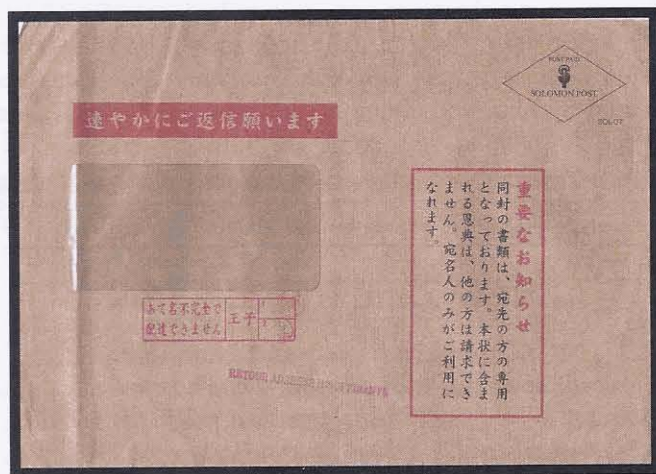 POST PAID
SOLOMON POST
速やかにご返信願います
重要なお知らせ
同封の書類は、宛先の方の専用
となっております。本状に含ま
れる恩典は、他の方は請求でき
ません。宛名人のみがご利用に
なれます。
あて名不完全で
配達できません
王子
RETOUR